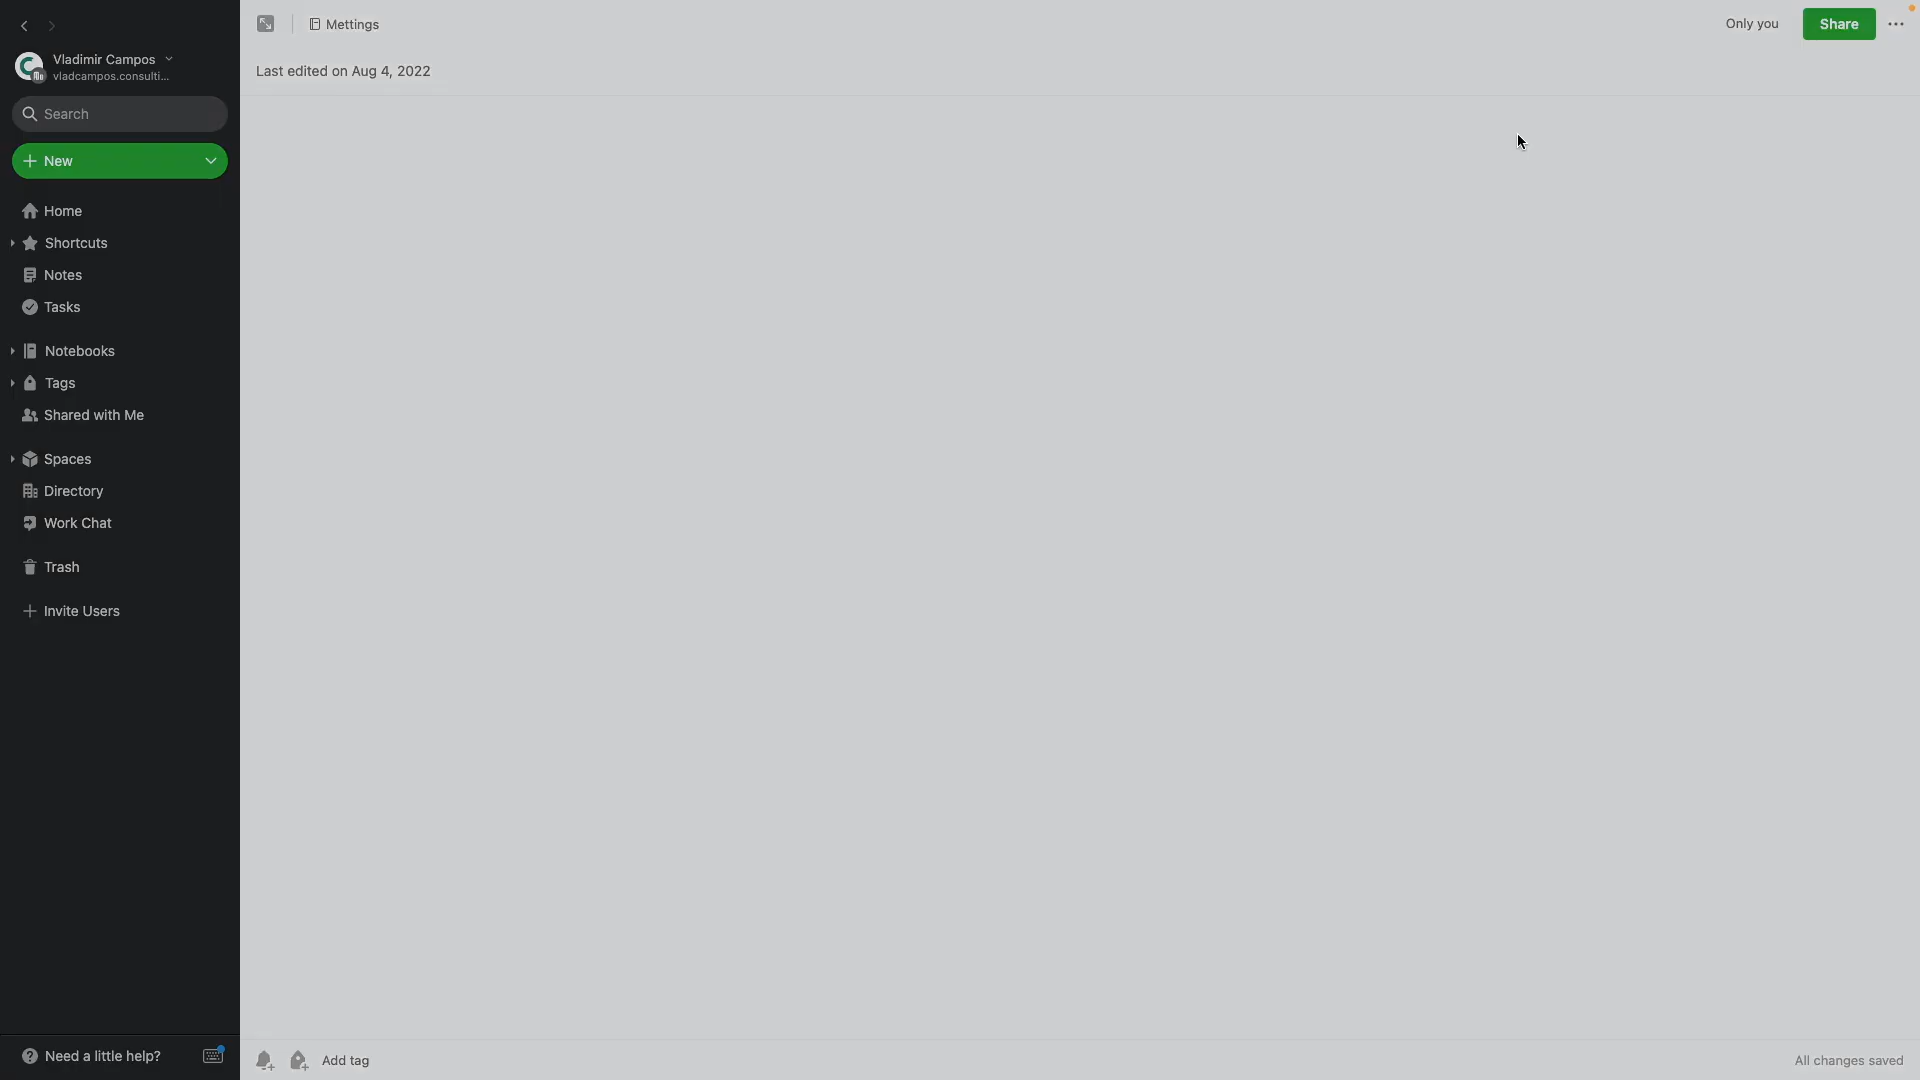 Vladimir Campos
vladcampos.consulti...
Search
New
Home
Shortcuts
Notes
Tasks
Notebooks
Tags
Shared with Me
Spaces
Directory
Work Chat
Trash
Invite Users
Need a little help?
Mettings
Only you
Share
Last edited on Aug 4, 2022
Add tag
All changes saved